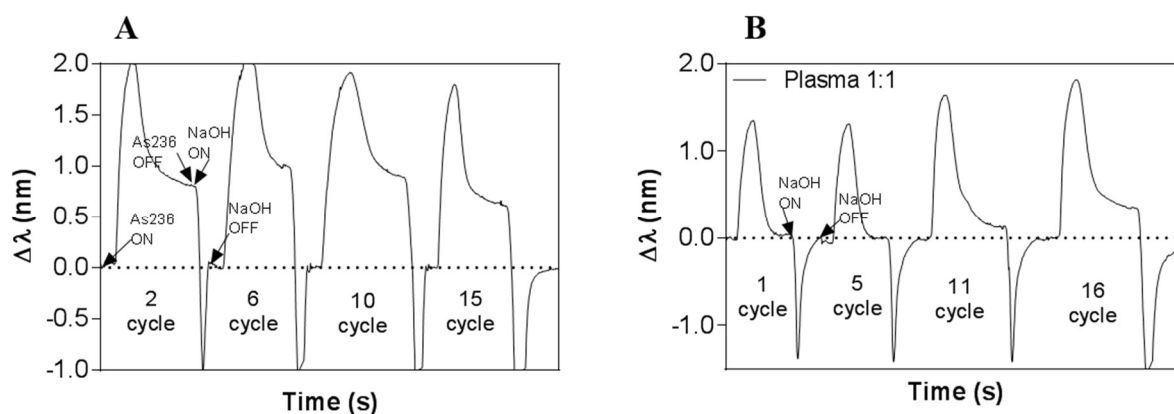 A
Δλ (nm)
2.0
1.5
1.0
0.5
0.0
-0.5
-1.0
As236
ON
As236
OFF
NaOH
ON
NaOH
OFF
2
cycle
6
cycle
10
cycle
15
cycle
Time (s)
B
Δλ (nm)
2.0
1.0
0.0
-1.0
Plasma 1:1
NaOH
ON
NaOH
OFF
1
cycle
5
cycle
11
cycle
16
cycle
Time (s)